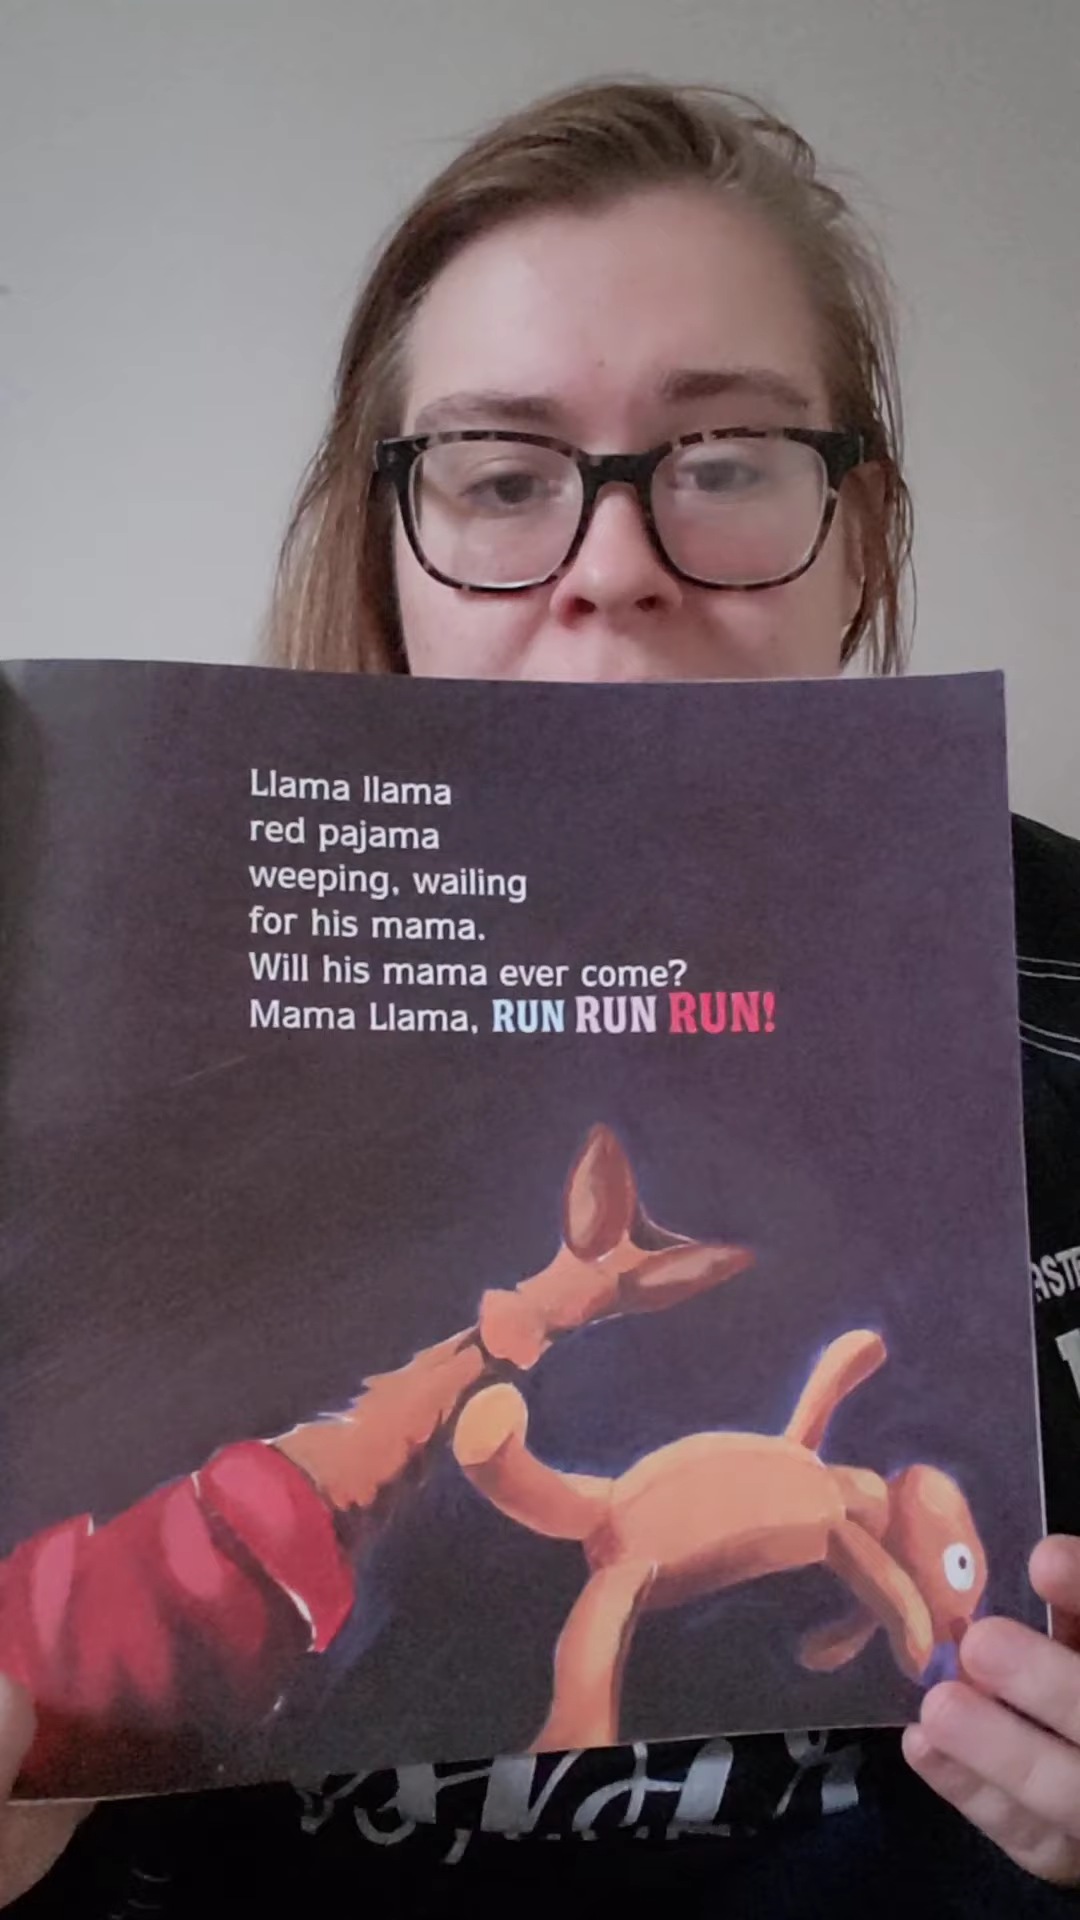 Llama llama
red pajama
weeping, wailing
for his mama.
Will his mama ever come?
Mama Llama, RUN RUN RUN!